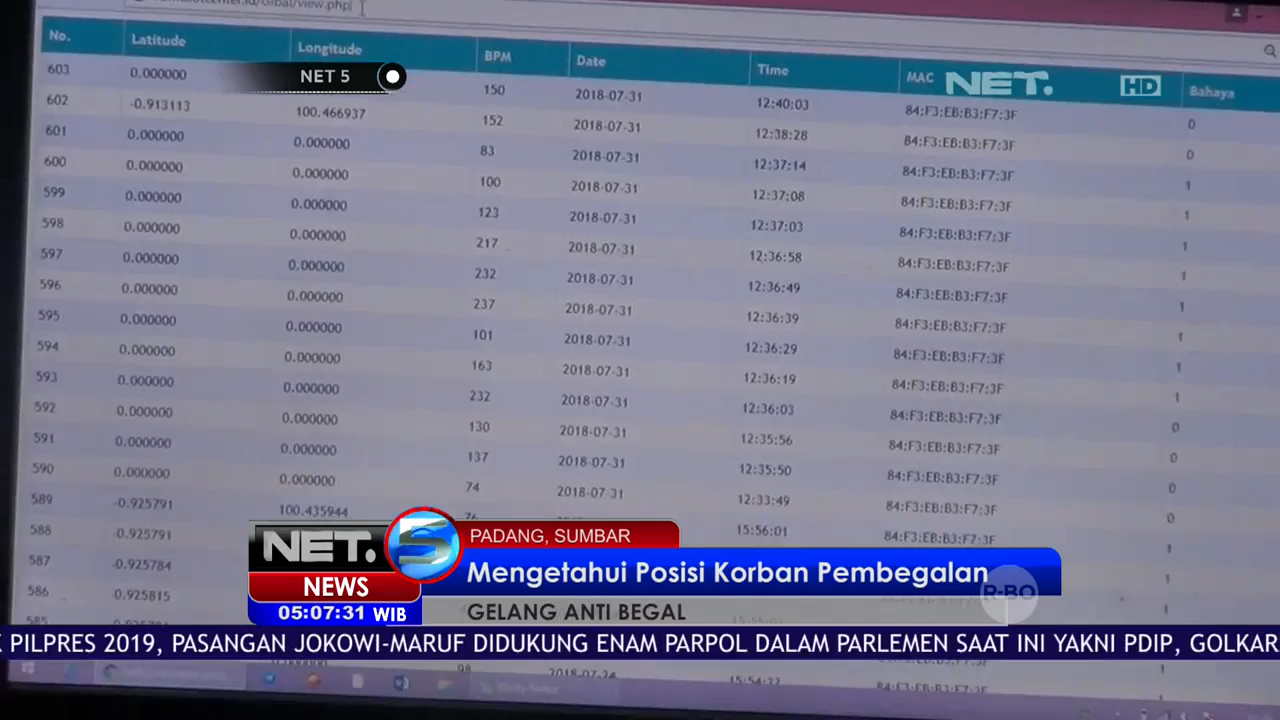 view.php
No. Latitude Longitude BPM Date Time MAC Bahaya
603 0.000000 150 2018-07-31 12:40:03 84:F3:EB:B3:F7:3F 0
602 -0.913113 100.466937 152 2018-07-31 12:38:28 84:F3:EB:B3:F7:3F 0
601 0.000000 0.000000 83 2018-07-31 12:37:14 84:F3:EB:B3:F7:3F 1
600 0.000000 0.000000 100 2018-07-31 12:37:08 84:F3:EB:B3:F7:3F 1
599 0.000000 0.000000 123 2018-07-31 12:37:03 84:F3:EB:B3:F7:3F 1
598 0.000000 0.000000 217 2018-07-31 12:36:58 84:F3:EB:B3:F7:3F 1
597 0.000000 0.000000 232 2018-07-31 12:36:49 84:F3:EB:B3:F7:3F 1
596 0.000000 0.000000 237 2018-07-31 12:36:39 84:F3:EB:B3:F7:3F 1
595 0.000000 0.000000 101 2018-07-31 12:36:29 84:F3:EB:B3:F7:3F 1
594 0.000000 0.000000 163 2018-07-31 12:36:19 84:F3:EB:B3:F7:3F 1
593 0.000000 0.000000 232 2018-07-31 12:36:03 84:F3:EB:B3:F7:3F 0
592 0.000000 0.000000 130 2018-07-31 12:35:56 84:F3:EB:B3:F7:3F 0
591 0.000000 0.000000 137 2018-07-31 12:35:50 84:F3:EB:B3:F7:3F 0
590 0.000000 0.000000 74 2018-07-31 12:33:49 84:F3:EB:B3:F7:3F 0
589 -0.925791 100.435944 76 15:56:01 84:F3:EB:B3:F7:3F 1
588 -0.925791 1
587 -0.925784 1
586 -0.925815
98 2018-07-24 15:54:22
NET 5
NET. HD
NET. 5
NEWS
05:07:31 WIB
PADANG, SUMBAR
Mengetahui Posisi Korban Pembegalan
GELANG ANTI BEGAL
R-BO
PILPRES 2019, PASANGAN JOKOWI-MARUF DIDUKUNG ENAM PARPOL DALAM PARLEMEN SAAT INI YAKNI PDIP, GOLKAR